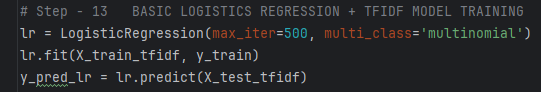 # Step - 13   BASIC LOGISTICS REGRESSION + TFIDF MODEL TRAINING
lr = LogisticRegression(max_iter=500, multi_class='multinomial')
lr.fit(X_train_tfidf, y_train)
y_pred_lr = lr.predict(X_test_tfidf)